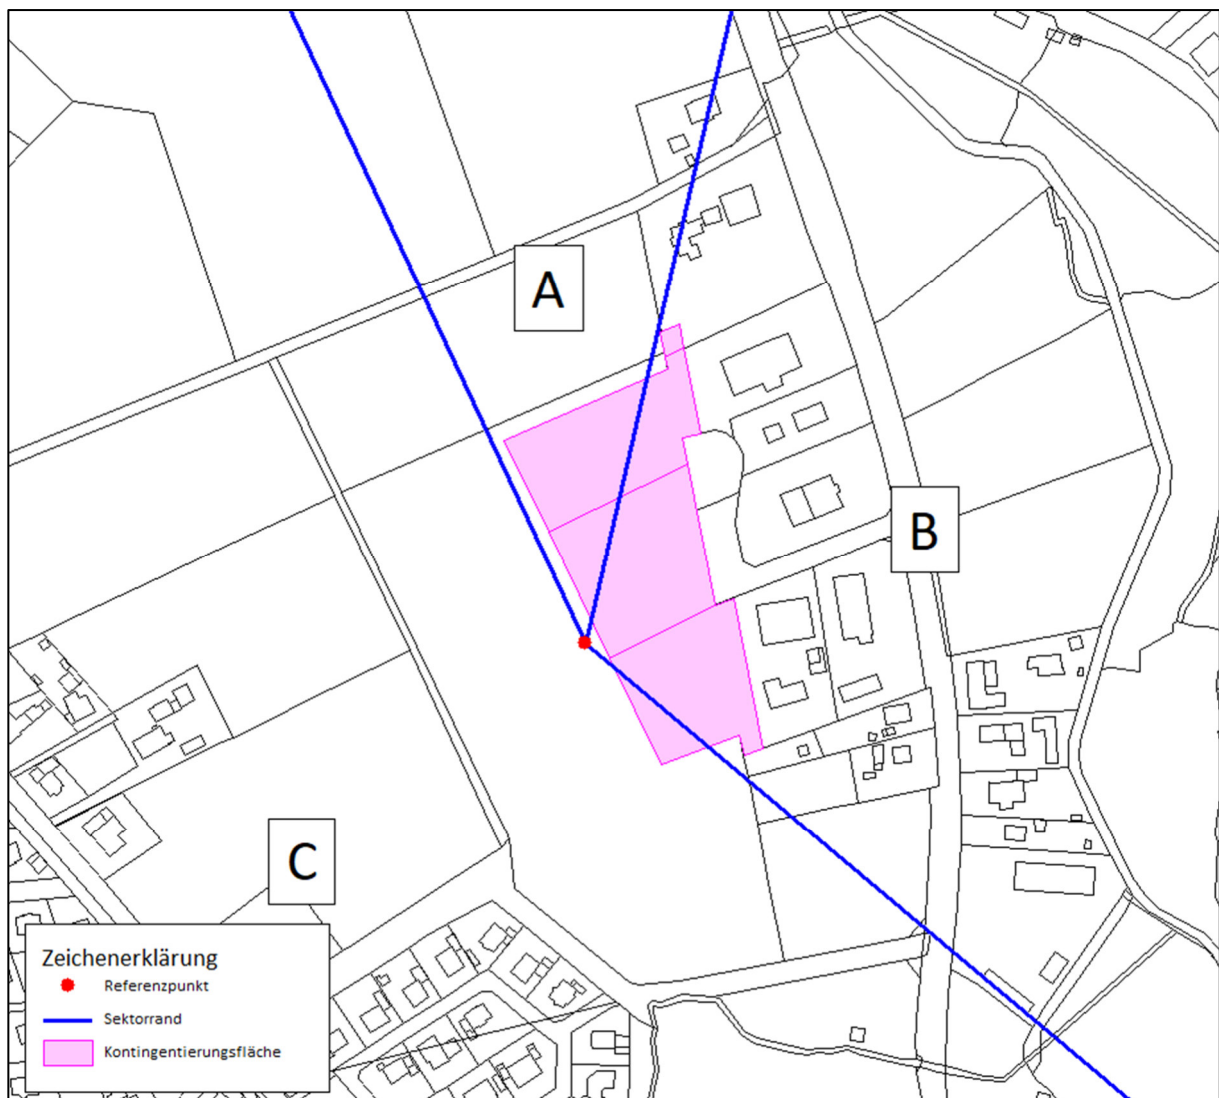 A
B
C
Zeichenerklärung
Referenzpunkt
Sektorrand
Kontingentierungsfläche